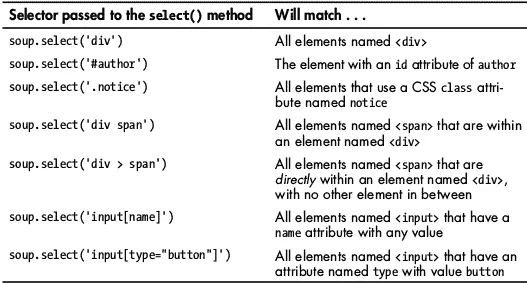 Selector passed to the select() method Will match . . .
soup.select('div') All elements named <div>
soup.select('#author') The element with an id attribute of author
soup.select('.notice') All elements that use a CSS class attri-
bute named notice
soup.select('div span') All elements named <span> that are within
an element named <div>
soup.select('div > span') All elements named <span> that are
directly within an element named <div>,
with no other element in between
soup.select('input[name]') All elements named <input> that have a
name attribute with any value
soup.select('input[type="button"]') All elements named <input> that have an
attribute named type with value button